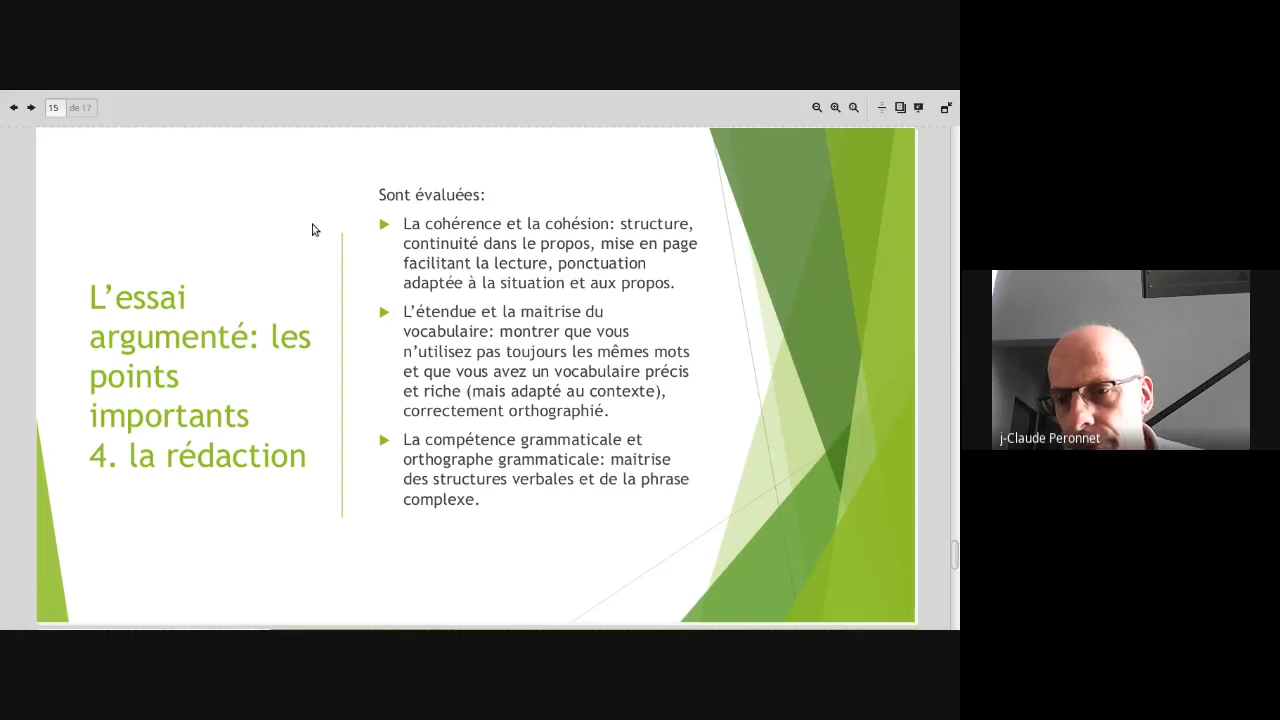 15 de 17
L’essai
argumenté: les
points
importants
4. la rédaction
Sont évaluées:
La cohérence et la cohésion: structure,
continuité dans le propos, mise en page
facilitant la lecture, ponctuation
adaptée à la situation et aux propos.
L’étendue et la maitrise du
vocabulaire: montrer que vous
n’utilisez pas toujours les mêmes mots
et que vous avez un vocabulaire précis
et riche (mais adapté au contexte),
correctement orthographié.
La compétence grammaticale et
orthographe grammaticale: maitrise
des structures verbales et de la phrase
complexe.
j-Claude Peronnet